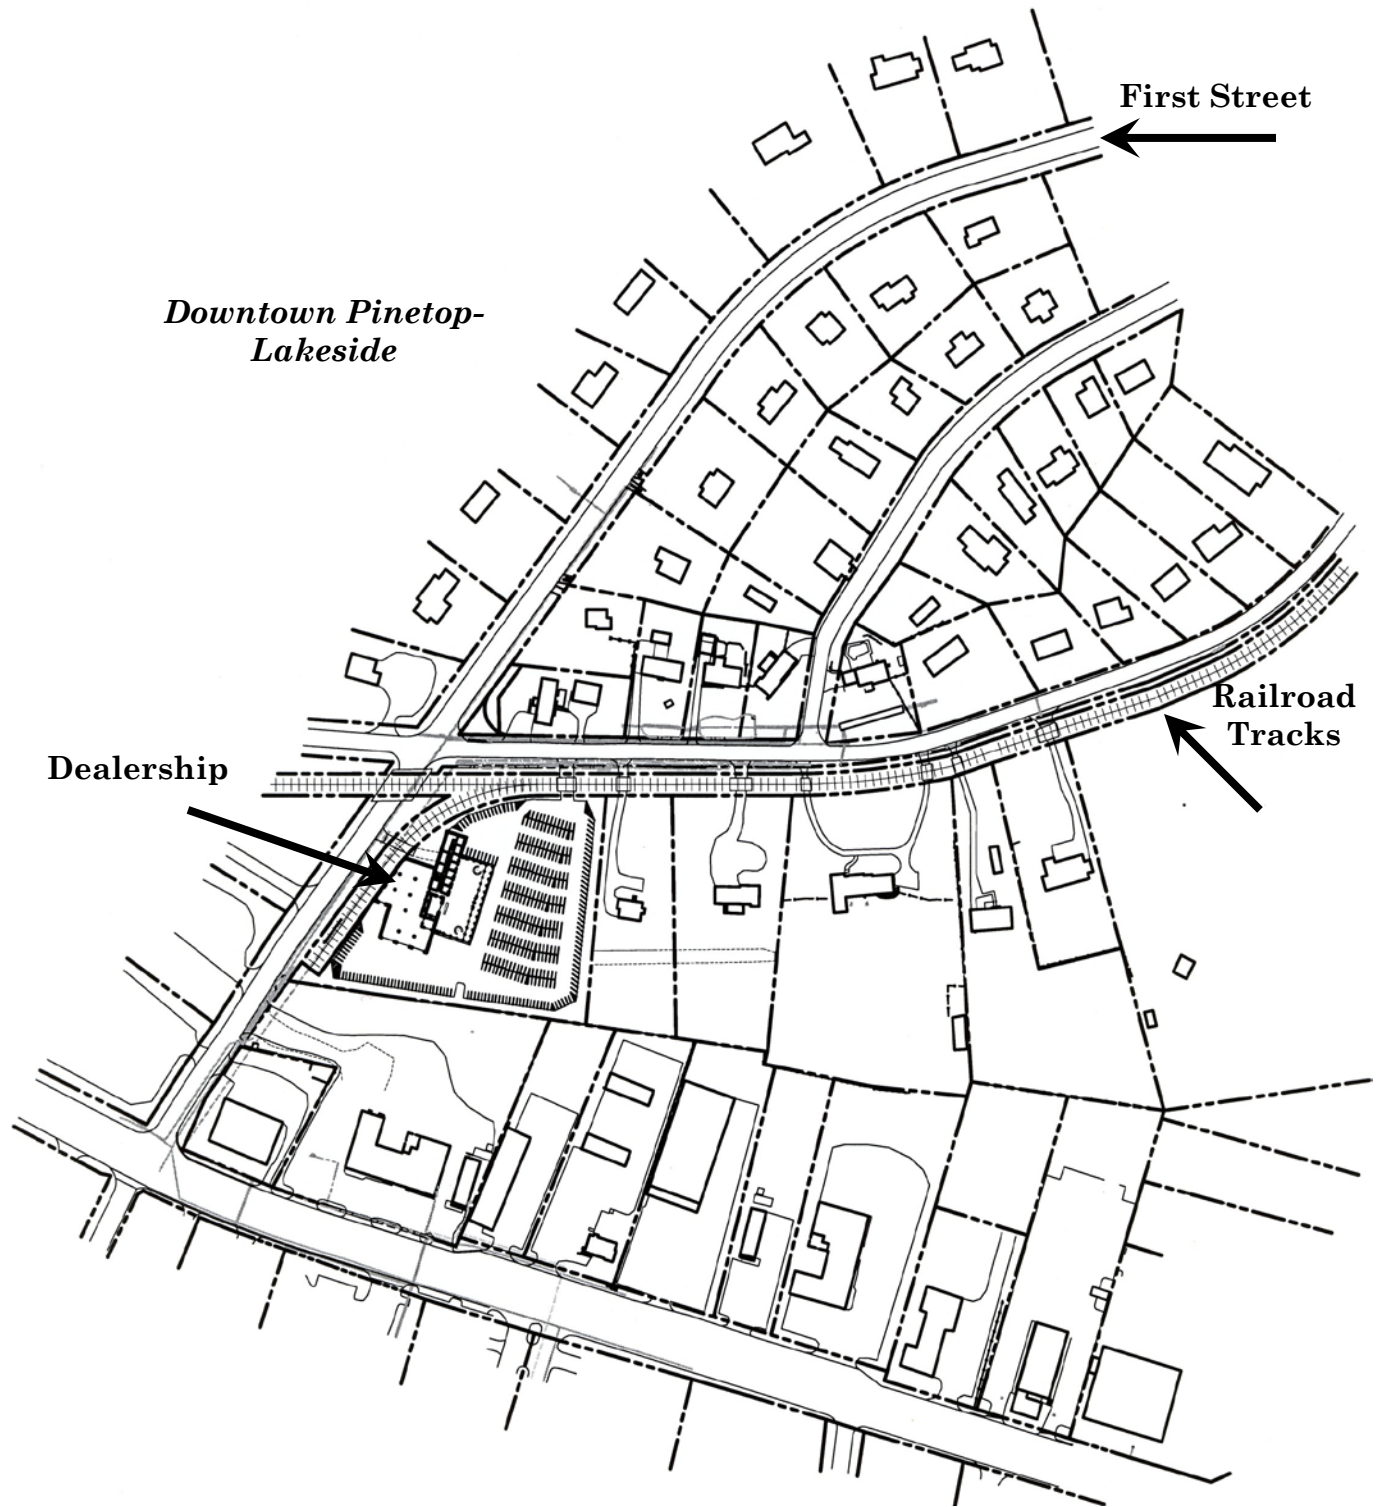 First Street
Downtown Pinetop-
Lakeside
Railroad
Tracks
Dealership